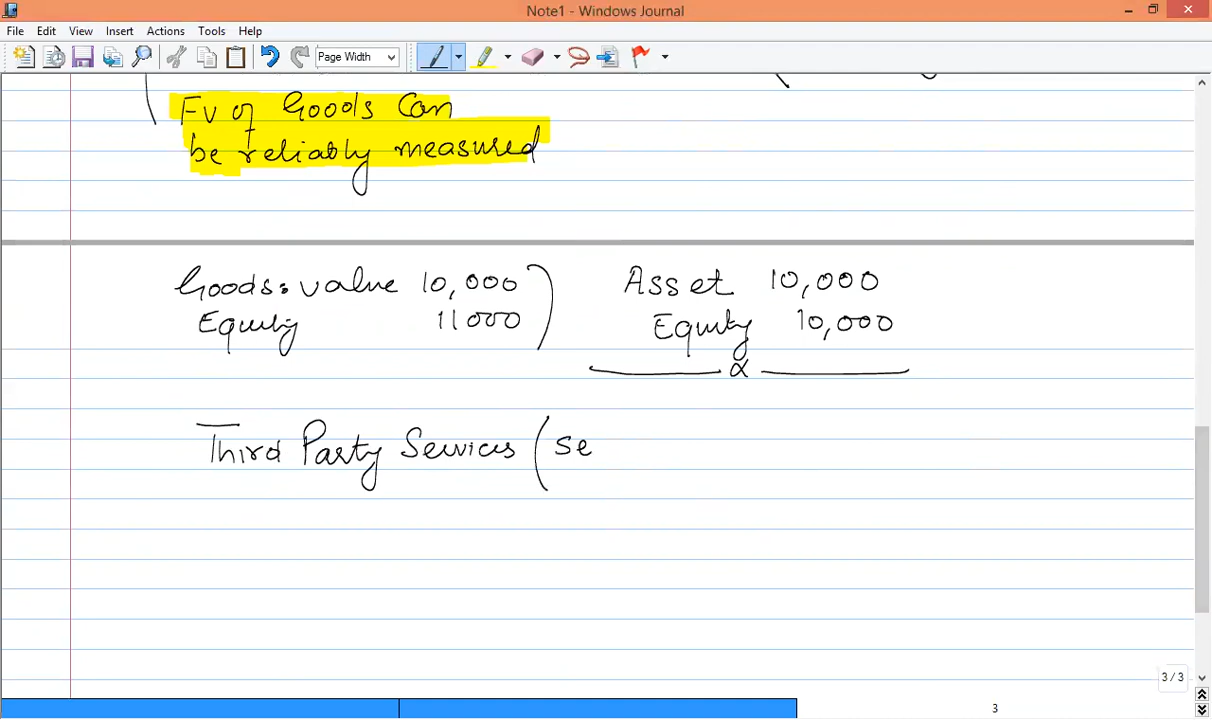 Note1 - Windows Journal
File Edit View Insert Actions Tools Help
Page Width
FV of Goods Can
be reliably measured
Goods: value 10,000
Equity 11000
Asset 10,000
Equity 10,000
Third Party Services (Se
3 / 3
3